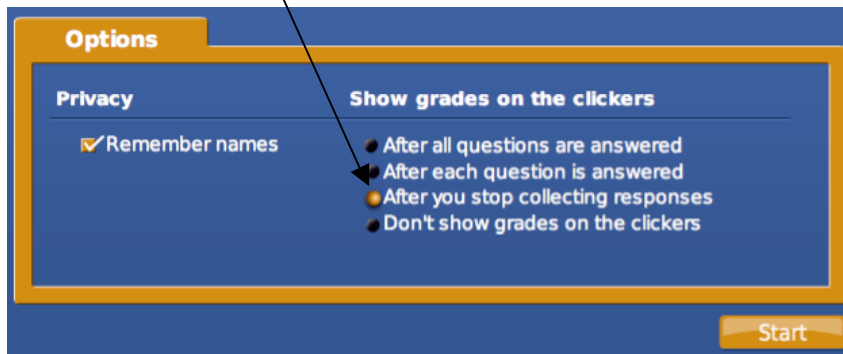 Options
Privacy
Remember names
Show grades on the clickers
After all questions are answered
After each question is answered
After you stop collecting responses
Don't show grades on the clickers
Start